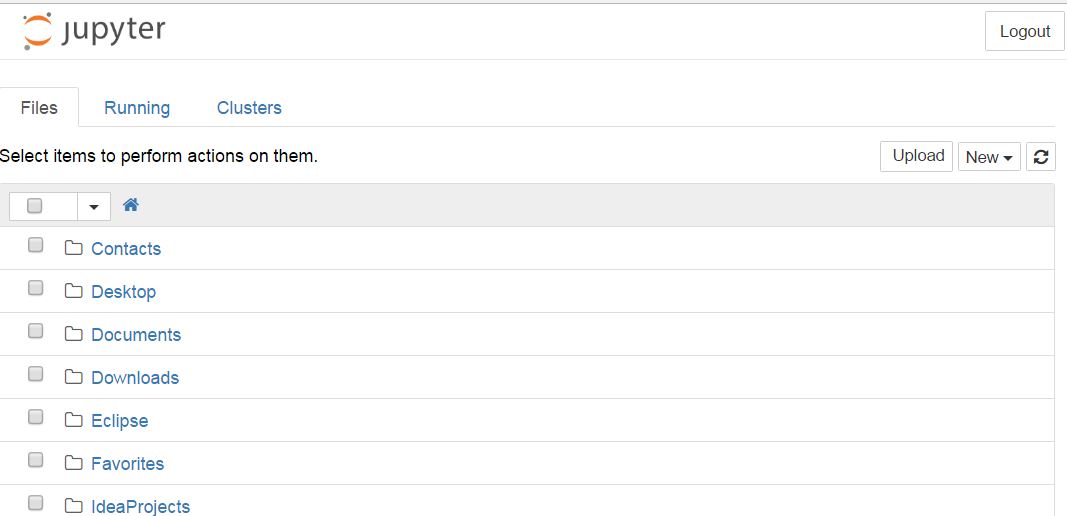 jupyter
Logout
Files Running Clusters
Select items to perform actions on them.
Upload New
Contacts
Desktop
Documents
Downloads
Eclipse
Favorites
IdeaProjects